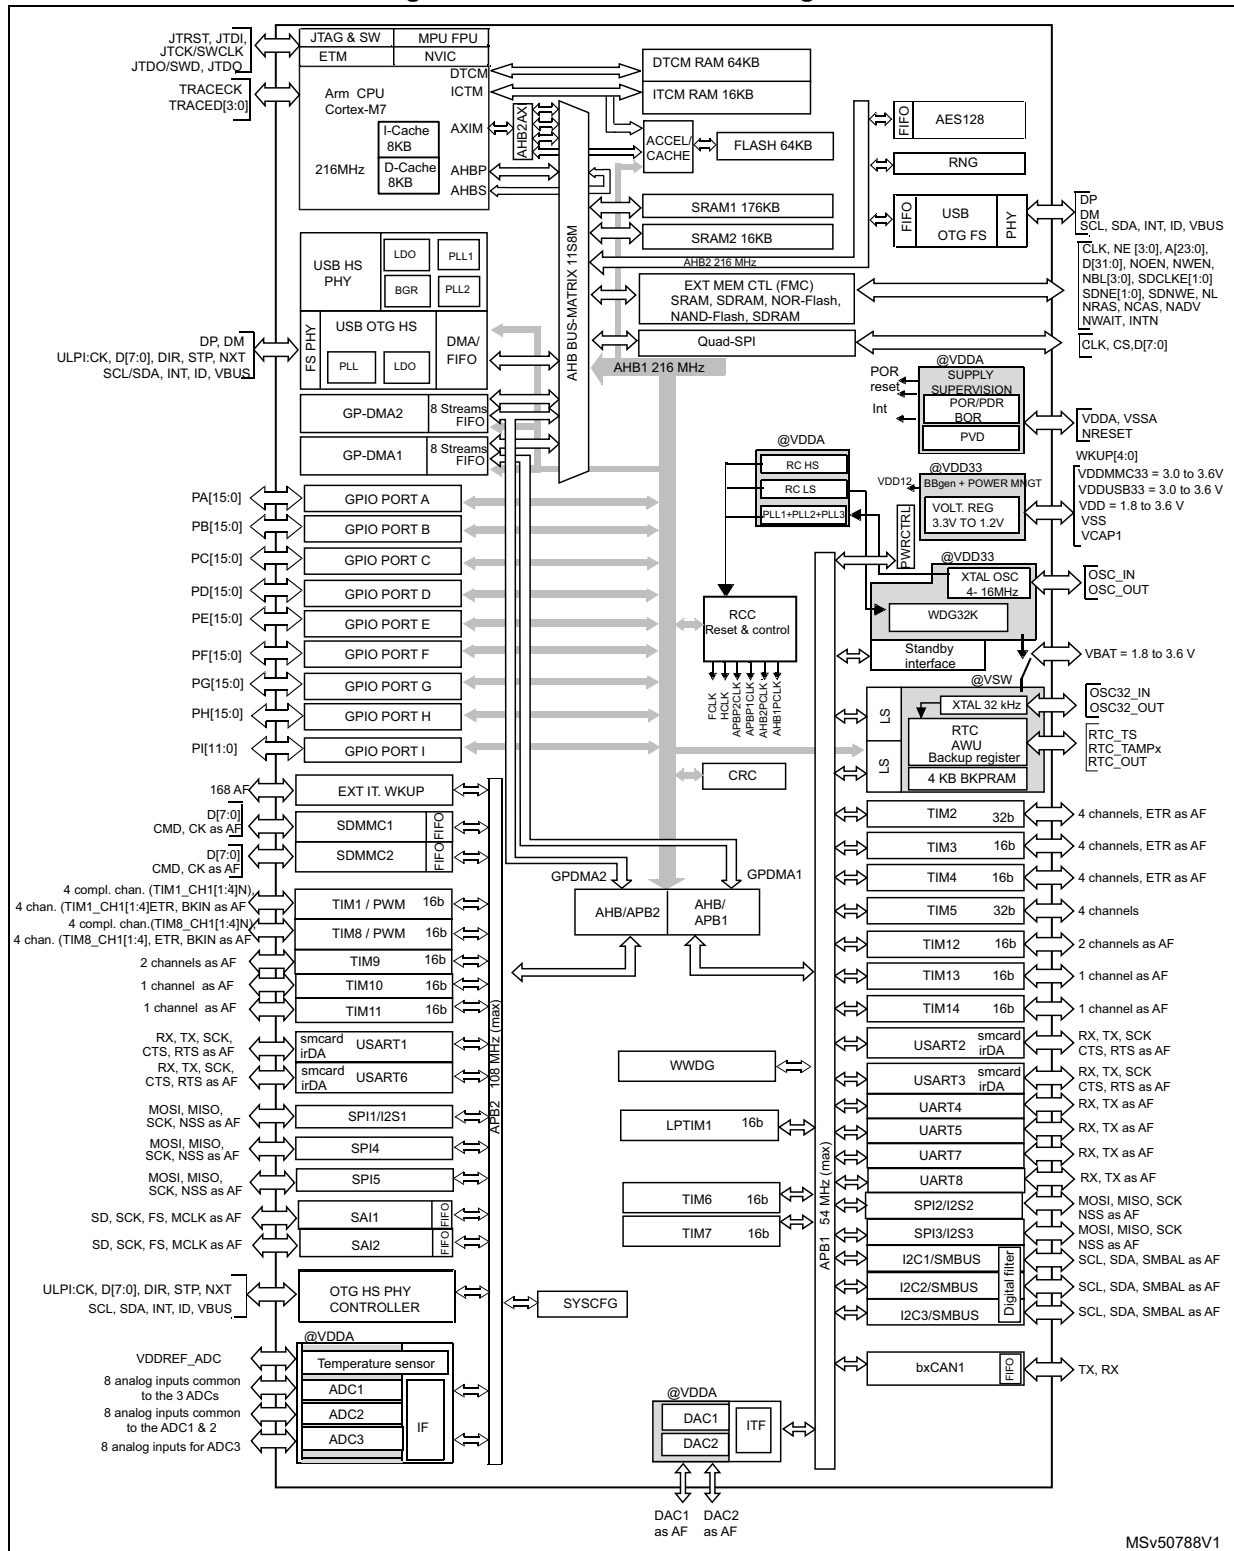 JTRST, JTDI,
JTCK/SWCLK
JTDO/SWD, JTDO
TRACECK
TRACED[3:0]
JTAG & SW
MPU FPU
ETM
NVIC
DTCM
ICTM
Arm CPU
Cortex-M7
AXIM
I-Cache
8KB
216MHz
D-Cache
8KB
AHBP
AHBS
AHB2AX
DTCM RAM 64KB
ITCM RAM 16KB
ACCEL/
CACHE
FLASH 64KB
SRAM1 176KB
SRAM2 16KB
AHB2 216 MHz
EXT MEM CTL (FMC)
SRAM, SDRAM, NOR-Flash,
NAND-Flash, SDRAM
Quad-SPI
AHB1 216 MHz
AHB BUS-MATRIX 11S8M
FIFO
AES128
RNG
FIFO
USB
OTG FS
PHY
DP
DM
SCL, SDA, INT, ID, VBUS
CLK, NE [3:0], A[23:0],
D[31:0], NOEN, NWEN,
NBL[3:0], SDCLKE[1:0]
SDNE[1:0], SDNWE, NL
NRAS, NCAS, NADV
NWAIT, INTN
CLK, CS,D[7:0]
USB HS
PHY
LDO
PLL1
BGR
PLL2
DP, DM
ULPI:CK, D[7:0], DIR, STP, NXT
SCL/SDA, INT, ID, VBUS
FS PHY
USB OTG HS
PLL
LDO
DMA/
FIFO
GP-DMA2
8 Streams
FIFO
GP-DMA1
8 Streams
FIFO
@VDDA
POR
reset
Int
SUPPLY
SUPERVISION
POR/PDR
BOR
PVD
VDDA, VSSA
NRESET
WKUP[4:0]
@VDDA
RC HS
RC LS
PLL1+PLL2+PLL3
@VDD33
VDD12
BBgen + POWER MNGT
VOLT. REG
3.3V TO 1.2V
PWRCTRL
VDDMMC33 = 3.0 to 3.6V
VDDUSB33 = 3.0 to 3.6 V
VDD = 1.8 to 3.6 V
VSS
VCAP1
@VDD33
XTAL OSC
4- 16MHz
WDG32K
OSC_IN
OSC_OUT
Standby
interface
VBAT = 1.8 to 3.6 V
@VSW
LS
LS
XTAL 32 kHz
RTC
AWU
Backup register
4 KB BKPRAM
OSC32_IN
OSC32_OUT
RTC_TS
RTC_TAMPx
RTC_OUT
RCC
Reset & control
FCLK
HCLK
APBP2CLK
APBP1CLK
AHB2PCLK
AHB1PCLK
CRC
PA[15:0]
GPIO PORT A
PB[15:0]
GPIO PORT B
PC[15:0]
GPIO PORT C
PD[15:0]
GPIO PORT D
PE[15:0]
GPIO PORT E
PF[15:0]
GPIO PORT F
PG[15:0]
GPIO PORT G
PH[15:0]
GPIO PORT H
PI[11:0]
GPIO PORT I
168 AF
EXT IT. WKUP
D[7:0]
CMD, CK as AF
SDMMC1
FIFO
D[7:0]
CMD, CK as AF
SDMMC2
FIFO
4 compl. chan. (TIM1_CH1[1:4]N),
4 chan. (TIM1_CH1[1:4]ETR, BKIN as AF
TIM1 / PWM
16b
4 compl. chan.(TIM8_CH1[1:4]N),
4 chan. (TIM8_CH1[1:4], ETR, BKIN as AF
TIM8 / PWM
16b
2 channels as AF
TIM9
16b
1 channel as AF
TIM10
16b
1 channel as AF
TIM11
16b
RX, TX, SCK,
CTS, RTS as AF
smcard
irDA
USART1
RX, TX, SCK,
CTS, RTS as AF
smcard
irDA
USART6
MOSI, MISO,
SCK, NSS as AF
SPI1/I2S1
MOSI, MISO,
SCK, NSS as AF
SPI4
MOSI, MISO,
SCK, NSS as AF
SPI5
SD, SCK, FS, MCLK as AF
SAI1
FIFO
SD, SCK, FS, MCLK as AF
SAI2
FIFO
ULPI:CK, D[7:0], DIR, STP, NXT
SCL, SDA, INT, ID, VBUS
OTG HS PHY
CONTROLLER
@VDDA
VDDREF_ADC
Temperature sensor
8 analog inputs common
to the 3 ADCs
ADC1
8 analog inputs common
to the ADC1 & 2
ADC2
8 analog inputs for ADC3
ADC3
IF
APB2 108 MHz (max)
SYSCFG
GPDMA2
GPDMA1
AHB/APB2
AHB/
APB1
WWDG
LPTIM1
16b
TIM6
16b
TIM7
16b
@VDDA
DAC1
DAC2
ITF
DAC1
as AF
DAC2
as AF
APB1 54 MHz (max)
TIM2
32b
4 channels, ETR as AF
TIM3
16b
4 channels, ETR as AF
TIM4
16b
4 channels, ETR as AF
TIM5
32b
4 channels
TIM12
16b
2 channels as AF
TIM13
16b
1 channel as AF
TIM14
16b
1 channel as AF
USART2
smcard
irDA
RX, TX, SCK
CTS, RTS as AF
USART3
smcard
irDA
RX, TX, SCK
CTS, RTS as AF
UART4
RX, TX as AF
UART5
RX, TX as AF
UART7
RX, TX as AF
UART8
RX, TX as AF
SPI2/I2S2
MOSI, MISO, SCK
NSS as AF
SPI3/I2S3
MOSI, MISO, SCK
NSS as AF
I2C1/SMBUS
SCL, SDA, SMBAL as AF
I2C2/SMBUS
SCL, SDA, SMBAL as AF
I2C3/SMBUS
SCL, SDA, SMBAL as AF
Digital filter
bxCAN1
FIFO
TX, RX
MSv50788V1